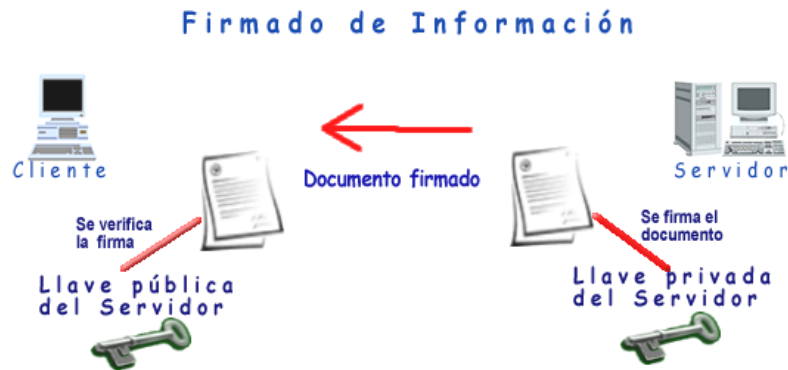 Firmado de Información
Cliente
Servidor
Documento firmado
Se verifica
la firma
Se firma el
documento
Llave pública
del Servidor
Llave privada
del Servidor